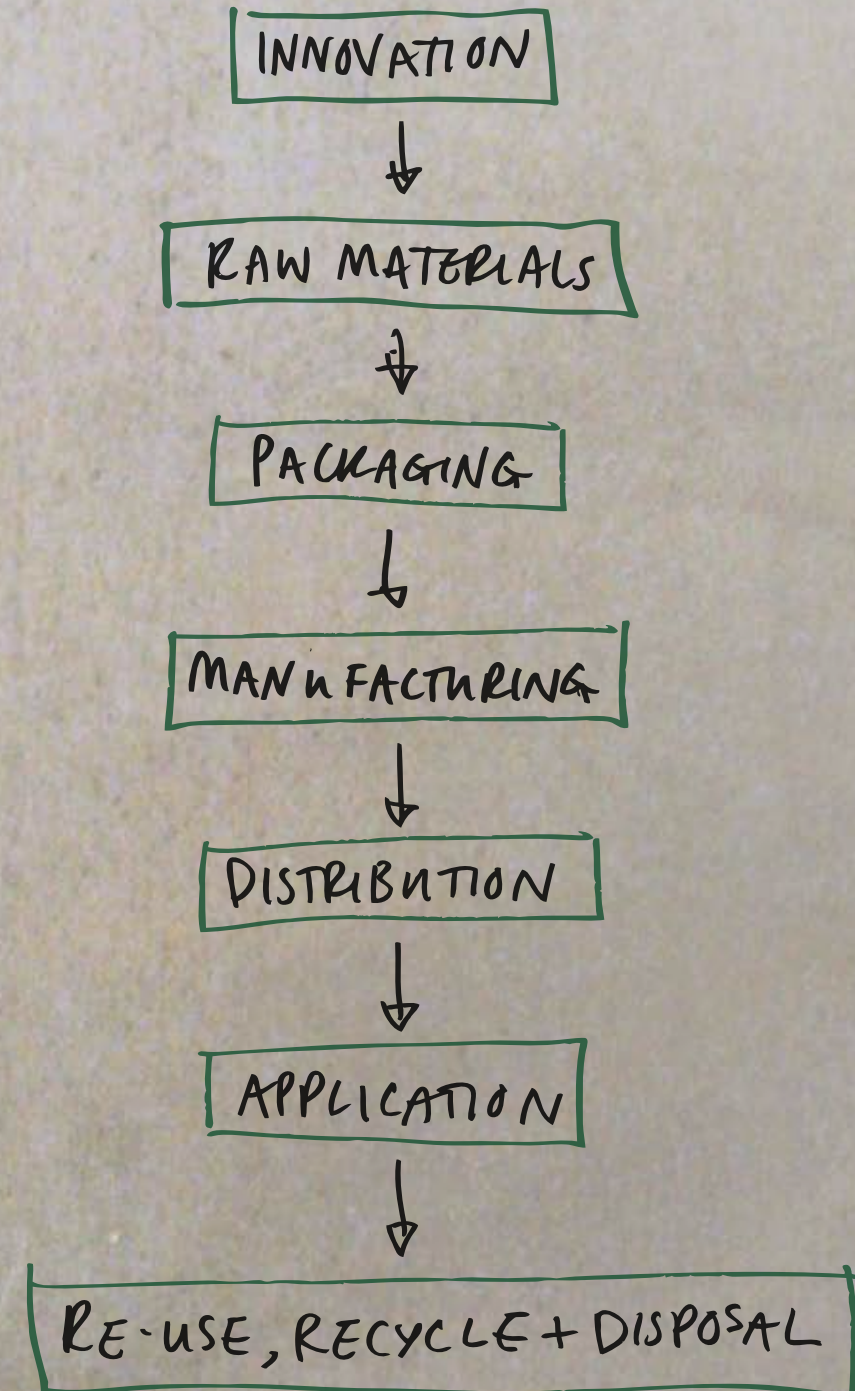 INNOVATION
RAW MATERIALS
PACKAGING
MANUFACTURING
DISTRIBUTION
APPLICATION
RE-USE, RECYCLE + DISPOSAL